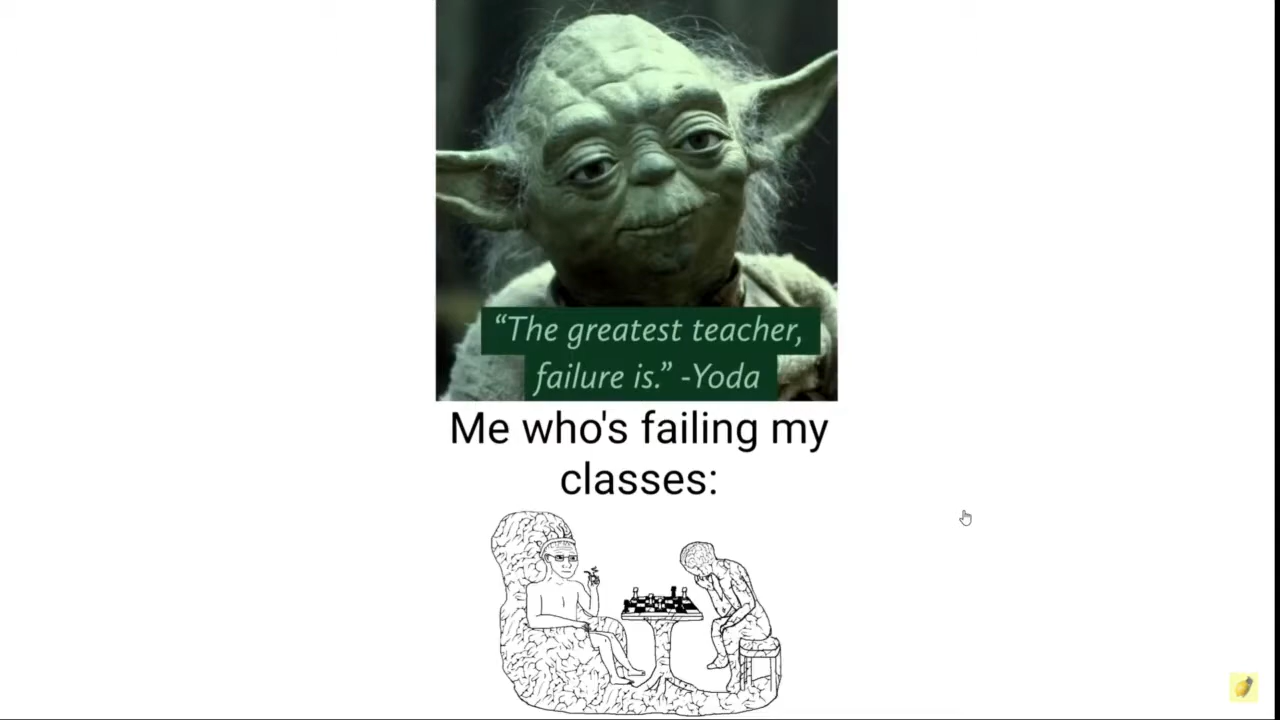 “The greatest teacher,
failure is.” -Yoda
Me who's failing my
classes: